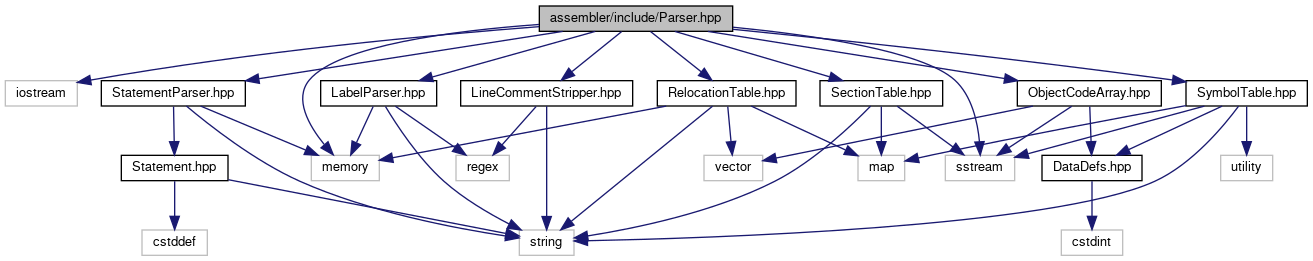 assembler/include/Parser.hpp
iostream
StatementParser.hpp
LabelParser.hpp
LineCommentStripper.hpp
RelocationTable.hpp
SectionTable.hpp
ObjectCodeArray.hpp
SymbolTable.hpp
Statement.hpp
memory
regex
vector
map
sstream
DataDefs.hpp
utility
cstddef
string
cstdint